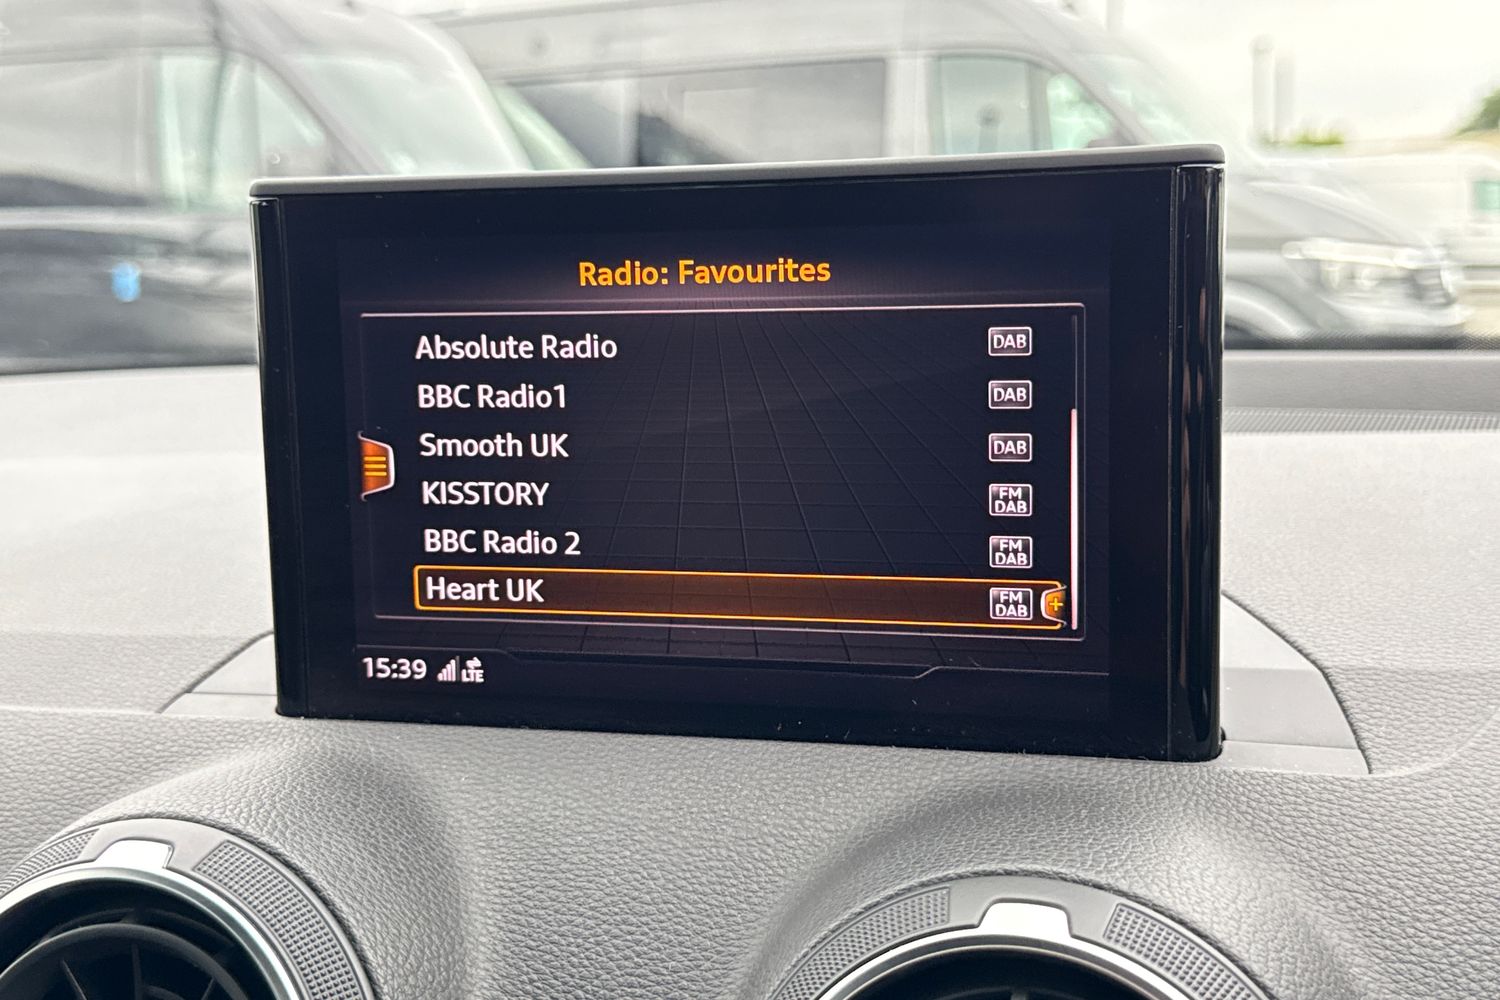 Radio: Favourites
Absolute Radio DAB
BBC Radio1 DAB
Smooth UK DAB
KISSTORY FM DAB
BBC Radio 2 FM DAB
Heart UK FM DAB +
15:39 LTE